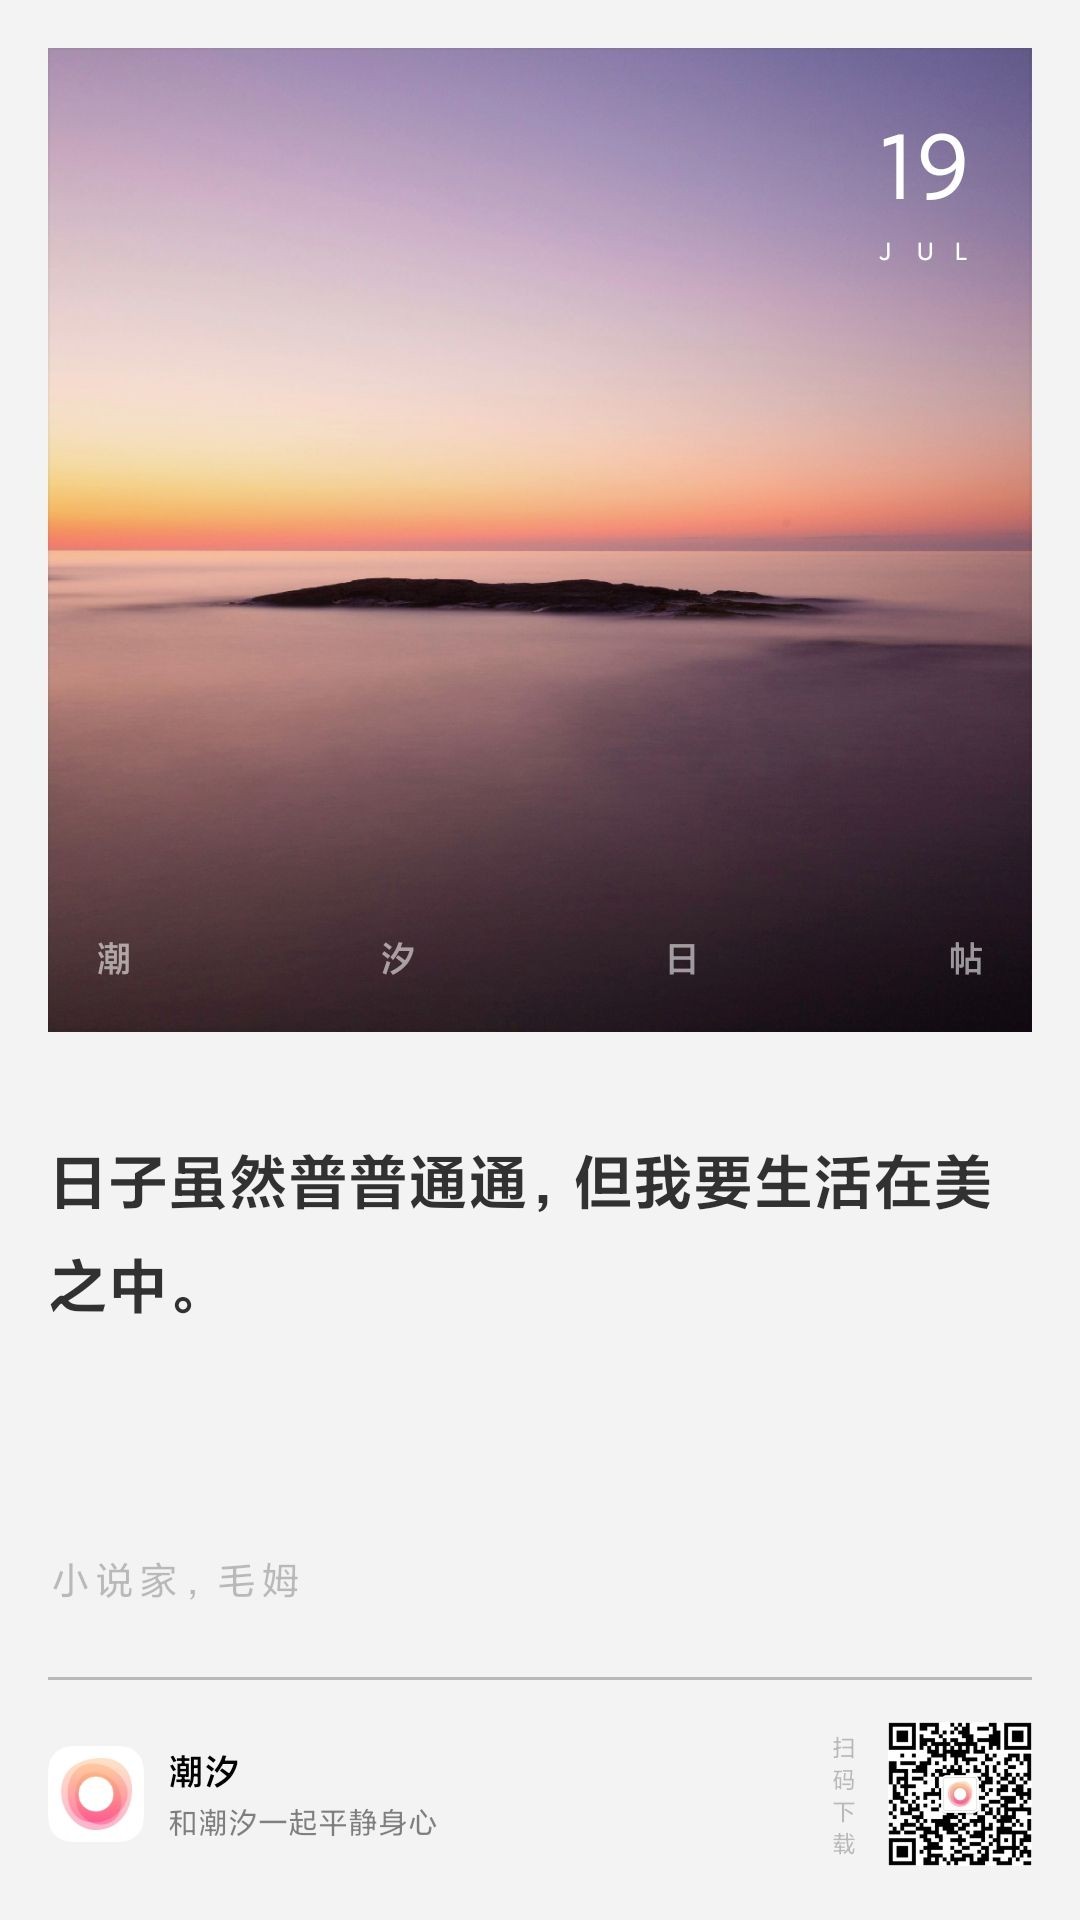 19
JUL
潮汐日帖
日子虽然普普通通，但我要生活在美
之中。
小说家，毛姆
潮汐
和潮汐一起平静身心
扫码下载